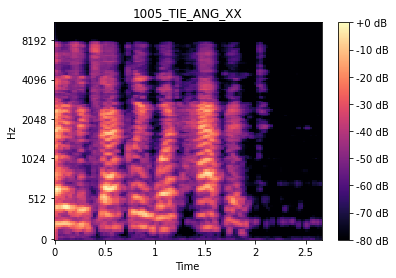 1005_TIE_ANG_XX
+0 dB
8192
-10 dB
4096
-20 dB
-30 dB
2048
Hz
-40 dB
1024
-50 dB
512
-60 dB
-70 dB
0
-80 dB
0 0.5 1 1.5 2 2.5
Time